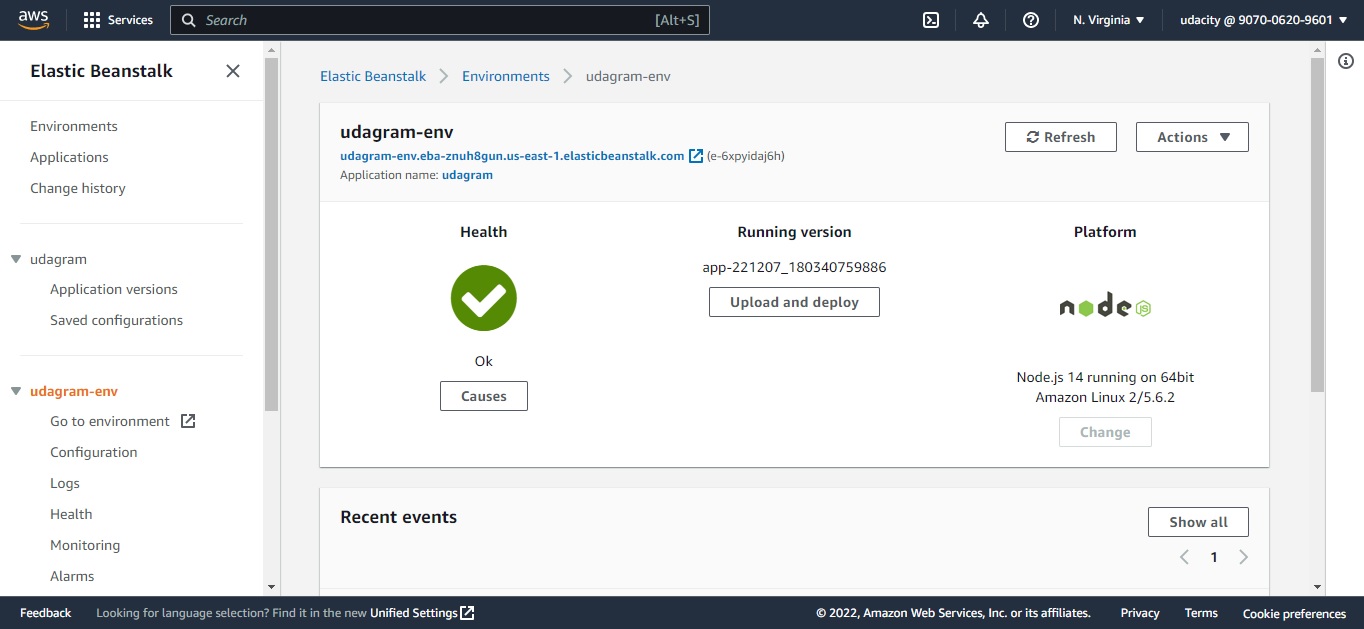 aws
Services
Search
[Alt+S]
N. Virginia
udacity @ 9070-0620-9601
Elastic Beanstalk
Environments
Applications
Change history
udagram
Application versions
Saved configurations
udagram-env
Go to environment
Configuration
Logs
Health
Monitoring
Alarms
Elastic Beanstalk
Environments
udagram-env
udagram-env
udagram-env.eba-znuh8gun.us-east-1.elasticbeanstalk.com (e-6xpyidaj6h)
Application name: udagram
Refresh
Actions
Health
Ok
Causes
Running version
app-221207_180340759886
Upload and deploy
Platform
node JS
Node.js 14 running on 64bit
Amazon Linux 2/5.6.2
Change
Recent events
Show all
1
Feedback
Looking for language selection? Find it in the new Unified Settings
© 2022, Amazon Web Services, Inc. or its affiliates.
Privacy
Terms
Cookie preferences